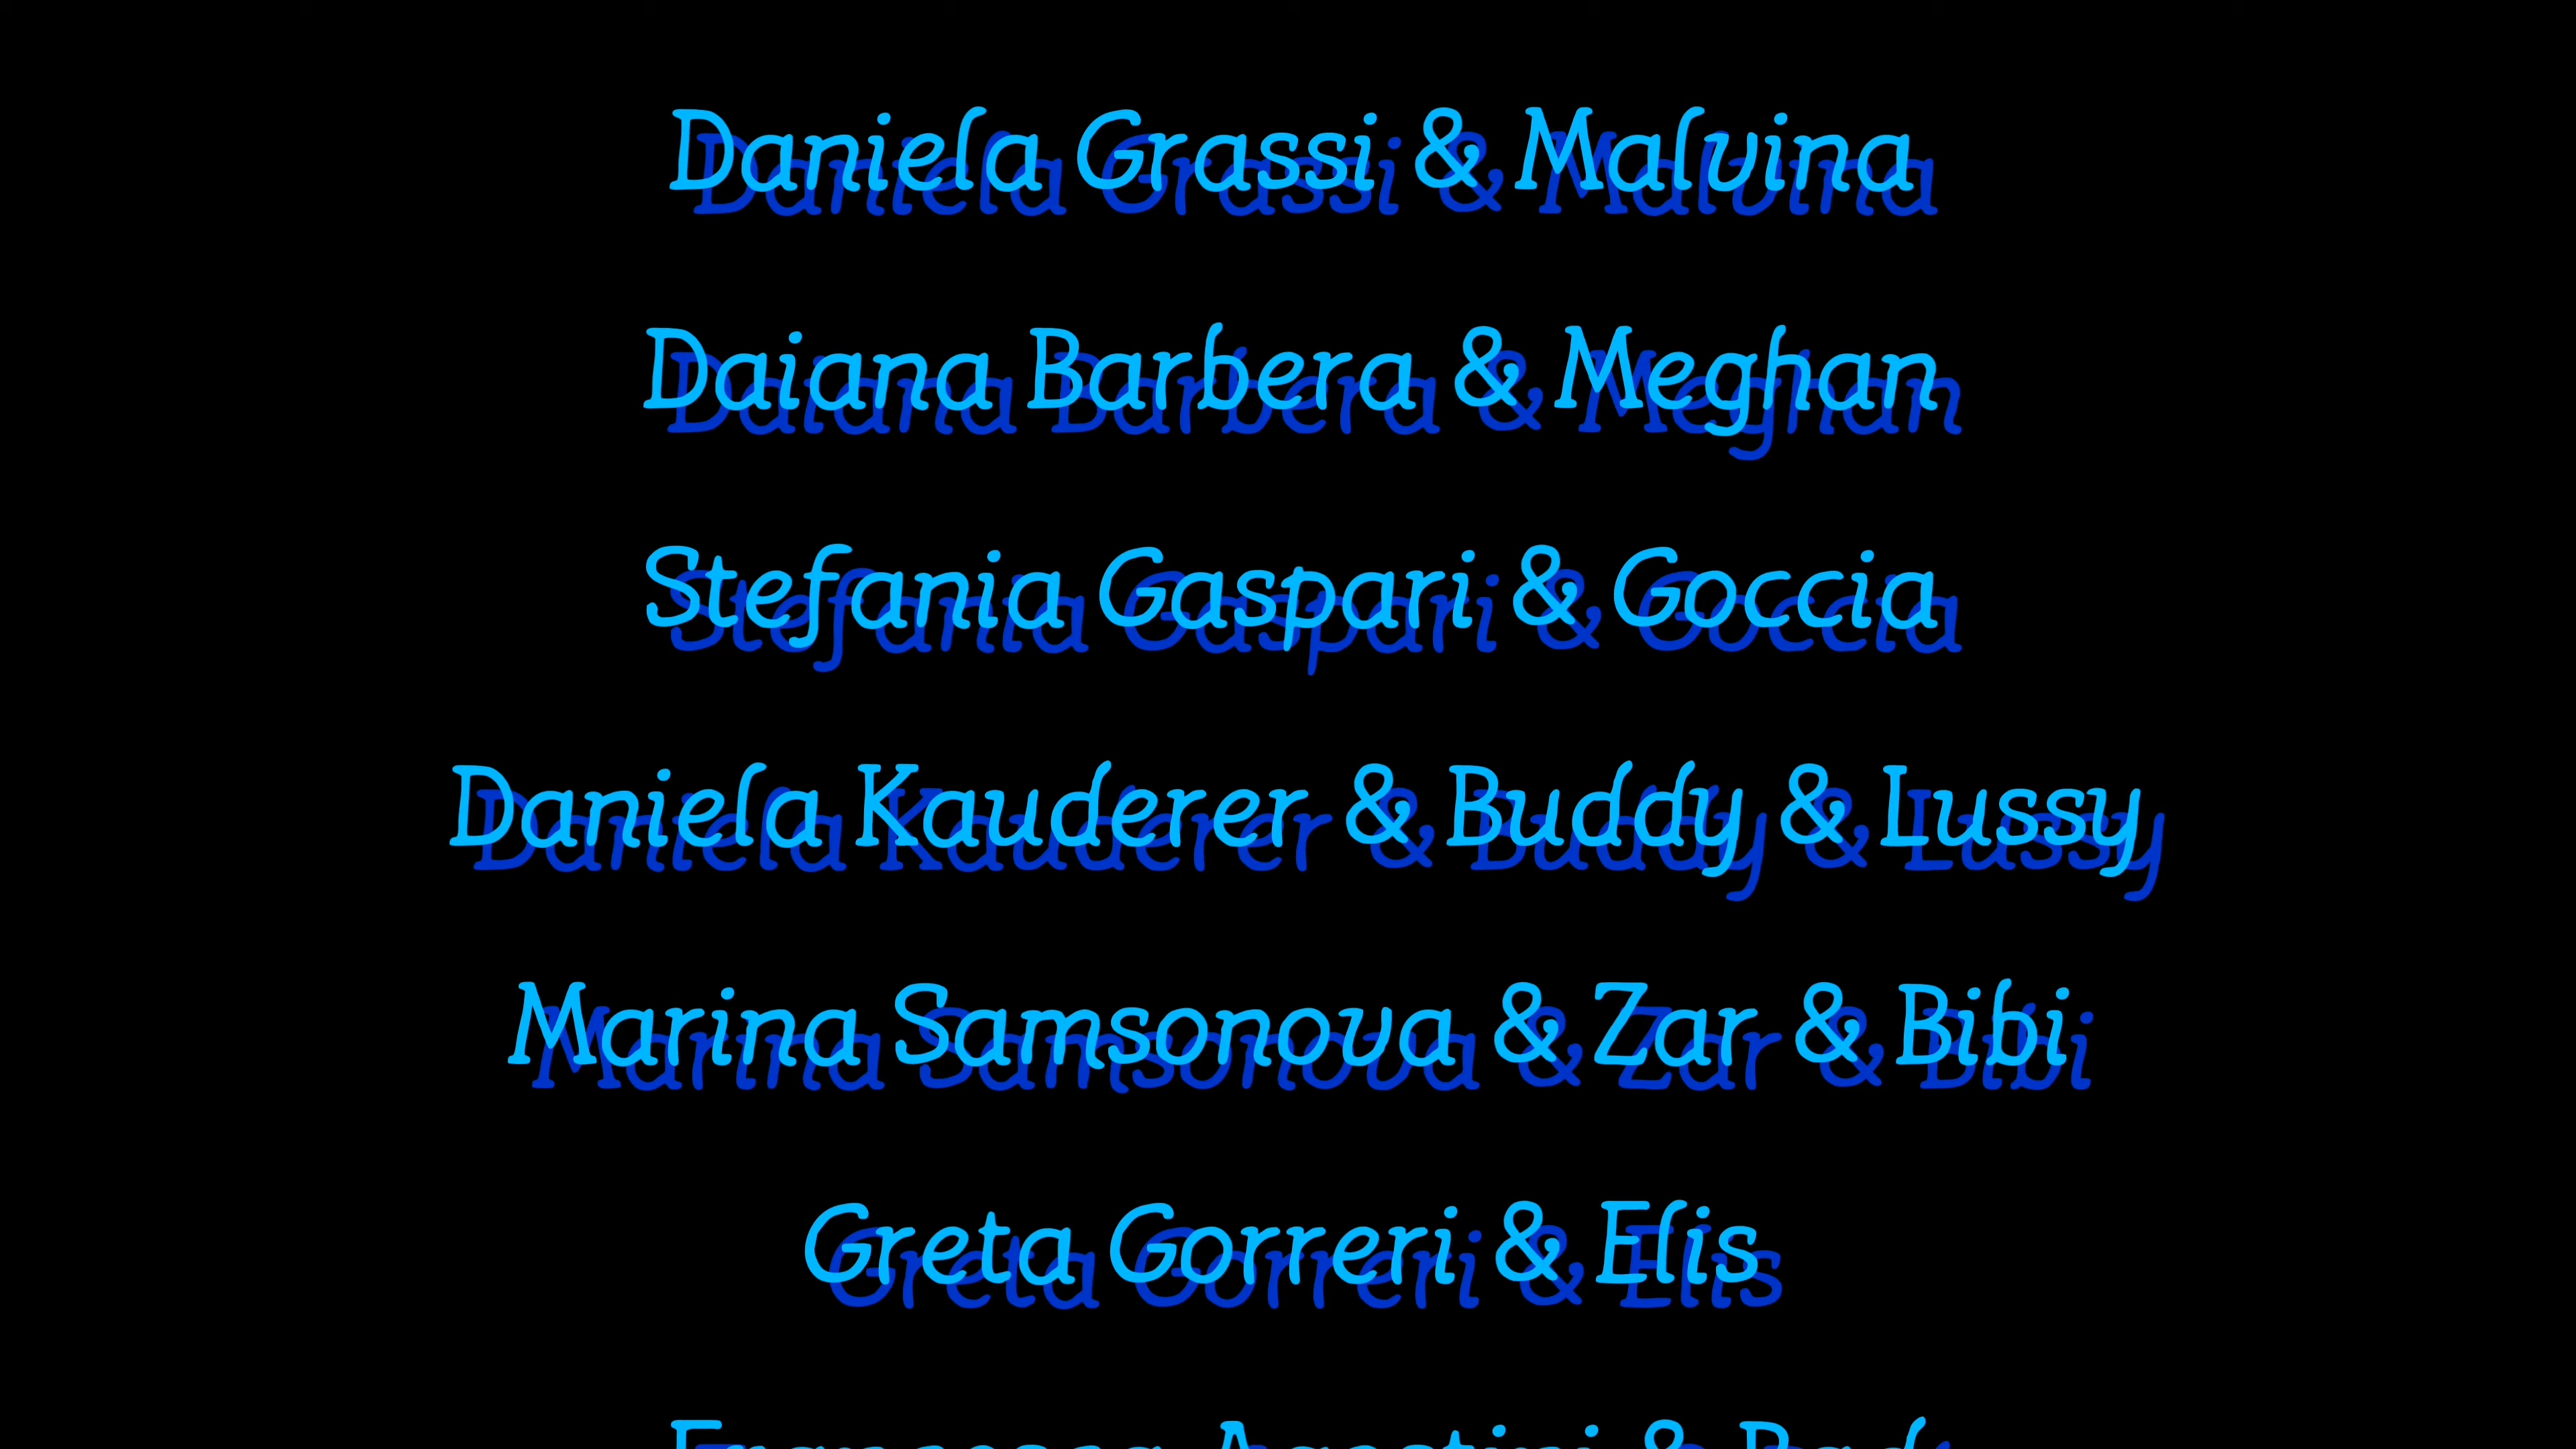 Daniela Grassi & Malvina
Daiana Barbera & Meghan
Stefania Gaspari & Goccia
Daniela Kauderer & Buddy & Lussy
Marina Samsonova & Zar & Bibi
Greta Gorreri & Elis